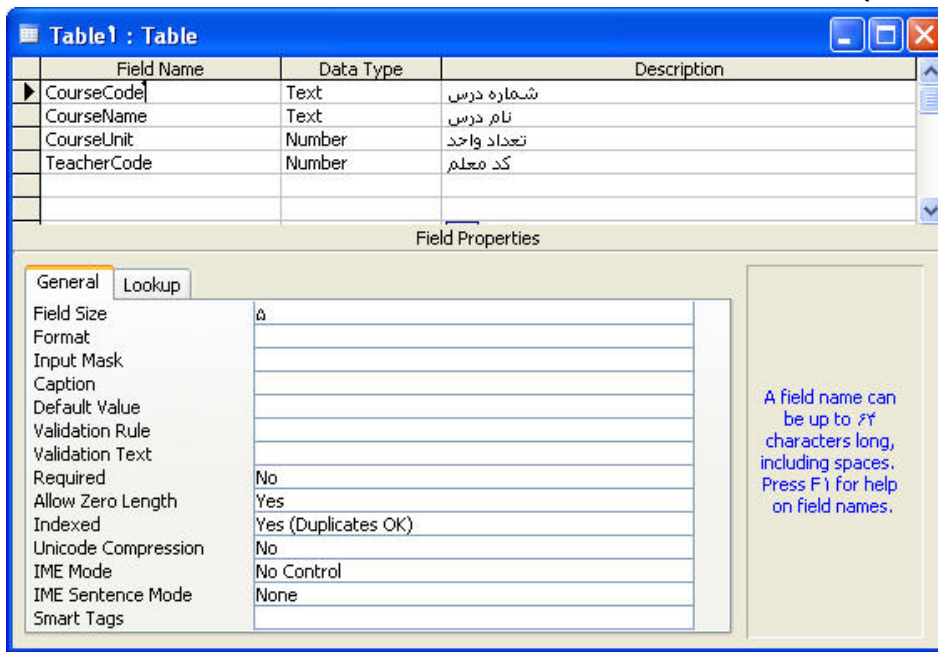 Table۱ : Table
Field Name Data Type Description
CourseCode Text شماره درس
CourseName Text نام درس
CourseUnit Number تعداد واحد
TeacherCode Number کد معلم
Field Properties
General Lookup
Field Size ۵
Format
Input Mask
Caption
Default Value
Validation Rule
Validation Text
Required No
Allow Zero Length Yes
Indexed Yes (Duplicates OK)
Unicode Compression No
IME Mode No Control
IME Sentence Mode None
Smart Tags
A field name can
be up to ۶۴
characters long,
including spaces.
Press F۱ for help
on field names.